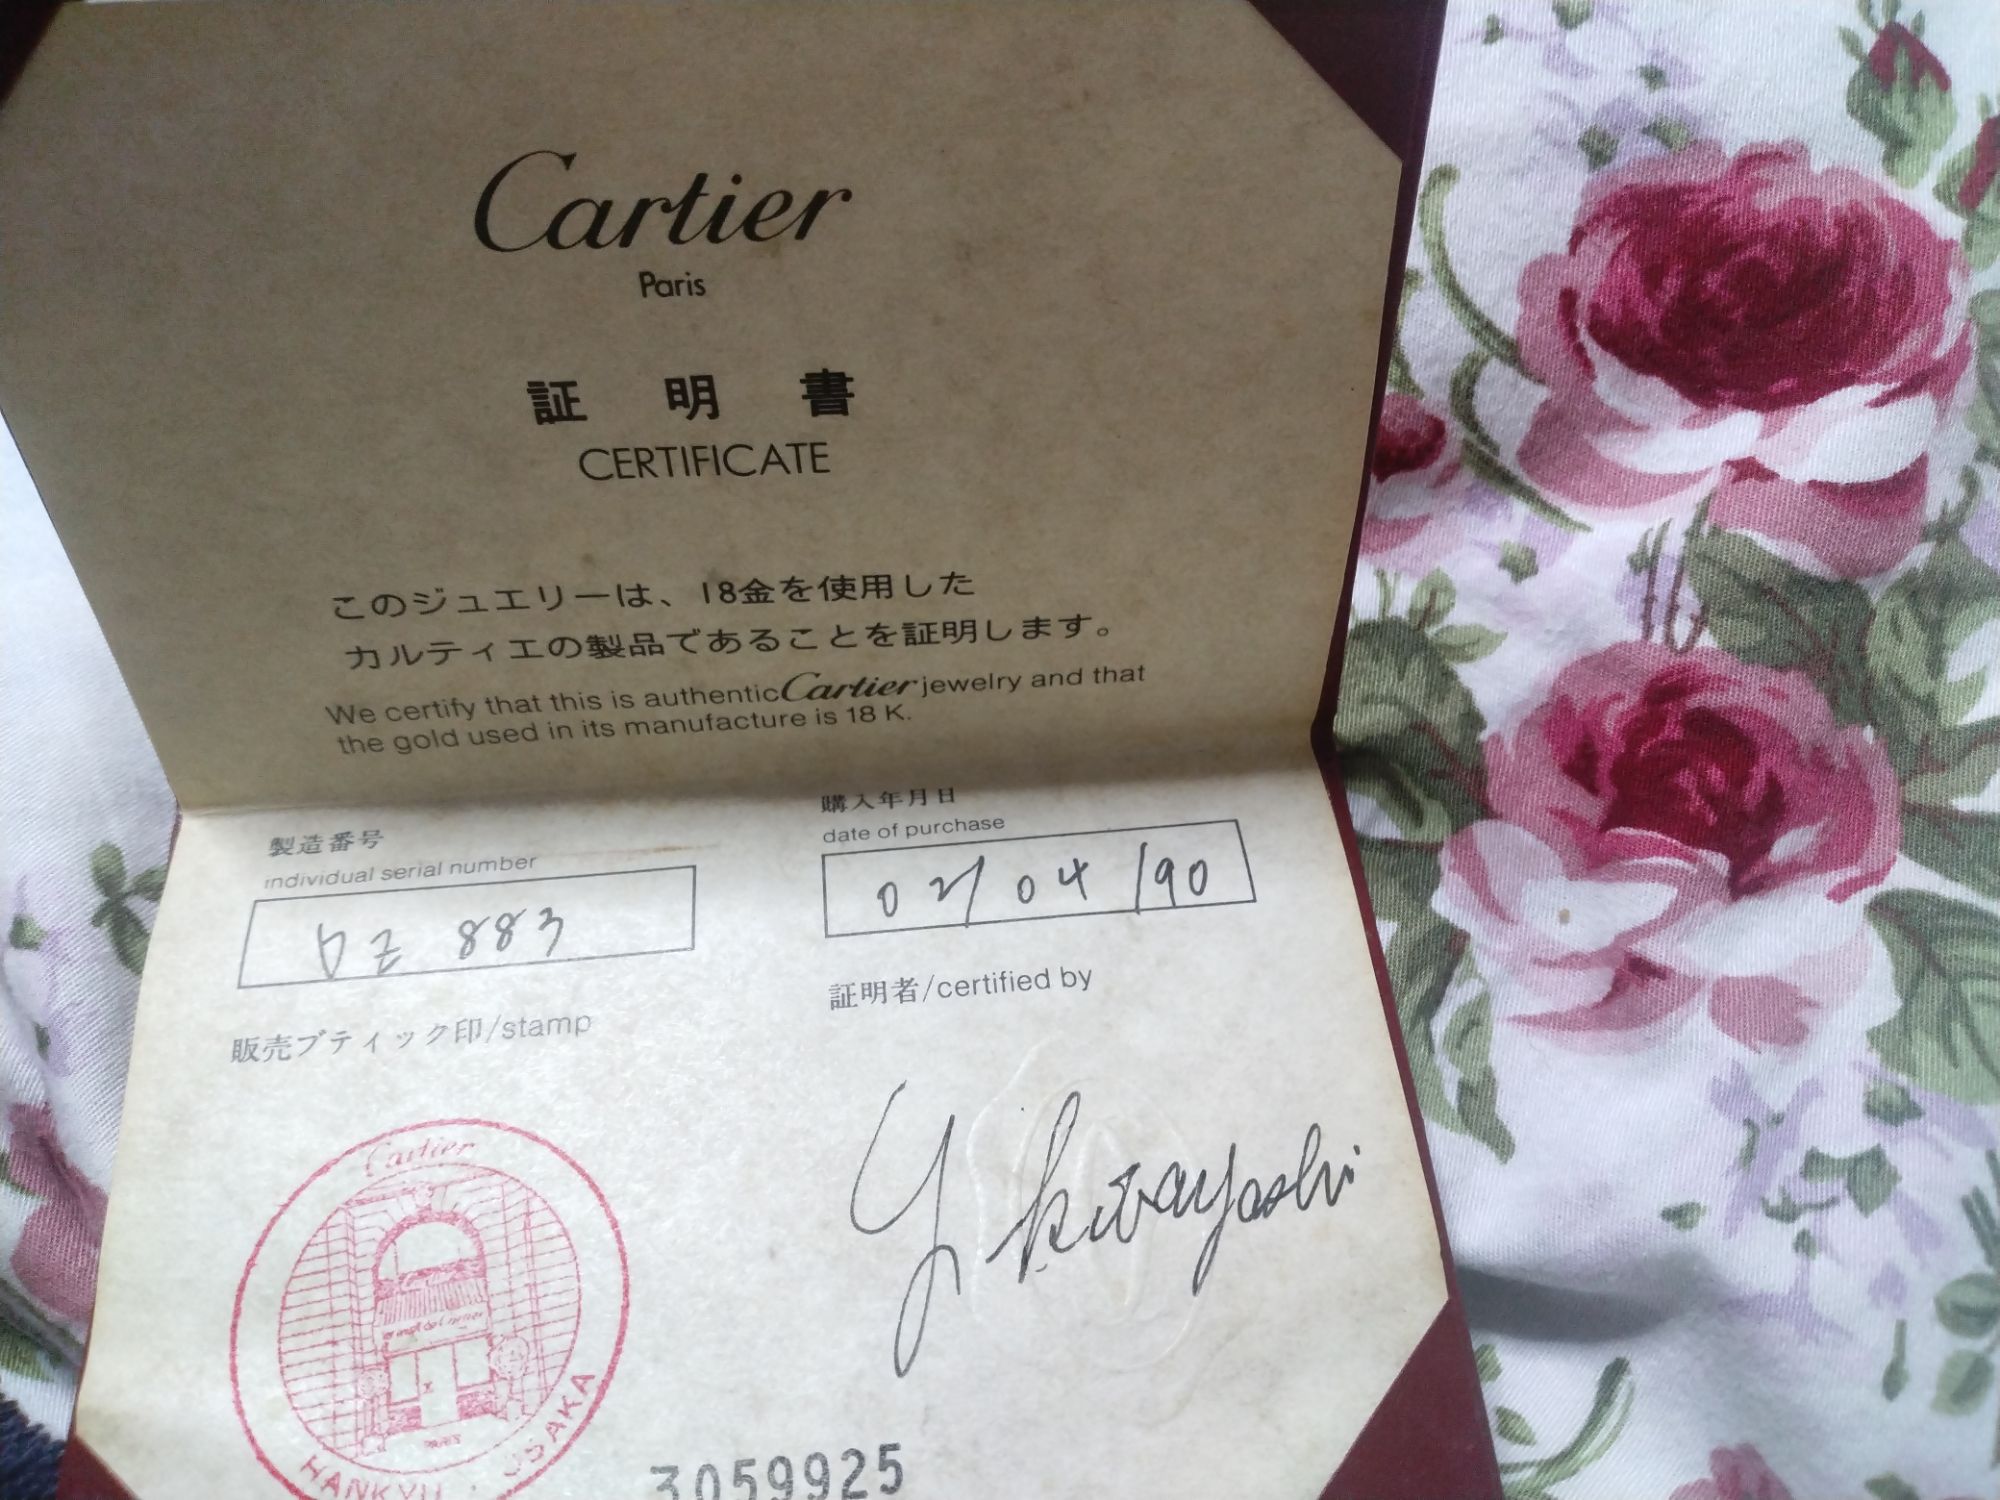 Cartier
Paris
証明書
CERTIFICATE
このジュエリーは、18金を使用した
カルティエの製品であることを証明します。
We certify that this is authentic Cartier jewelry and that
the gold used in its manufacture is 18 K.
製造番号
individual serial number
883
購入年月日
date of purchase
02/04/90
販売ブティック印/stamp
証明者/certified by
Cartier
PARIS
HANKYU · OSAKA
3059925